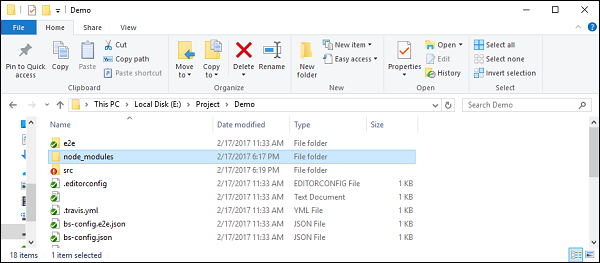 Demo
File Home Share View
Pin to Quick access
Copy
Paste
Cut
Copy path
Paste shortcut
Clipboard
Move to
Copy to
Delete
Rename
Organize
New folder
New item
Easy access
New
Properties
Open
Edit
History
Open
Select all
Select none
Invert selection
Select
This PC > Local Disk (E:) > Project > Demo
Search Demo
Name Date modified Type Size
e2e 2/17/2017 11:33 AM File folder
node_modules 2/17/2017 6:17 PM File folder
src 2/17/2017 6:19 PM File folder
.editorconfig 2/17/2017 11:33 AM EDITORCONFIG File 1 KB
2/17/2017 11:33 AM Text Document 1 KB
.travis.yml 2/17/2017 11:33 AM YML File 1 KB
bs-config.e2e.json 2/17/2017 11:33 AM JSON File 1 KB
bs-config.json 2/17/2017 11:33 AM JSON File 1 KB
18 items 1 item selected